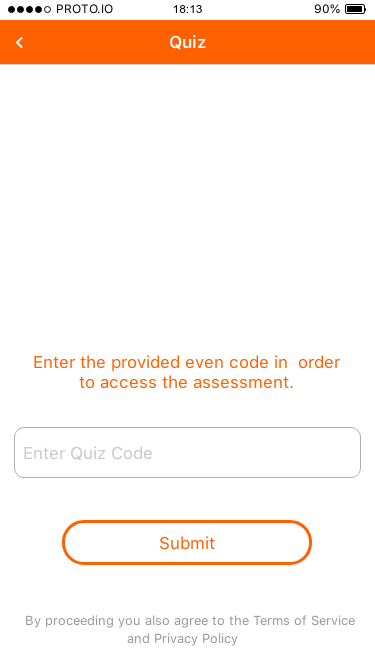 PROTO.IO 18:13 90%
Quiz
Enter the provided even code in  order
to access the assessment.
Enter Quiz Code
Submit
By proceeding you also agree to the Terms of Service
and Privacy Policy